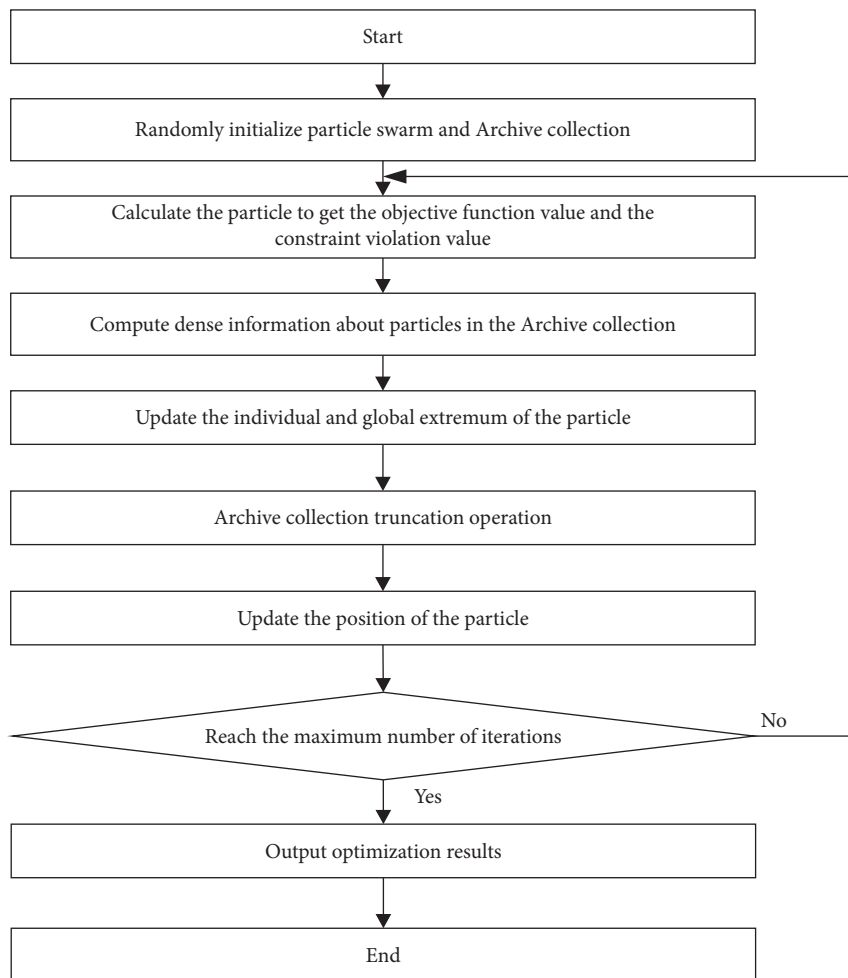 Start
Randomly initialize particle swarm and Archive collection
Calculate the particle to get the objective function value and the
constraint violation value
Compute dense information about particles in the Archive collection
Update the individual and global extremum of the particle
Archive collection truncation operation
Update the position of the particle
Reach the maximum number of iterations
No
Yes
Output optimization results
End